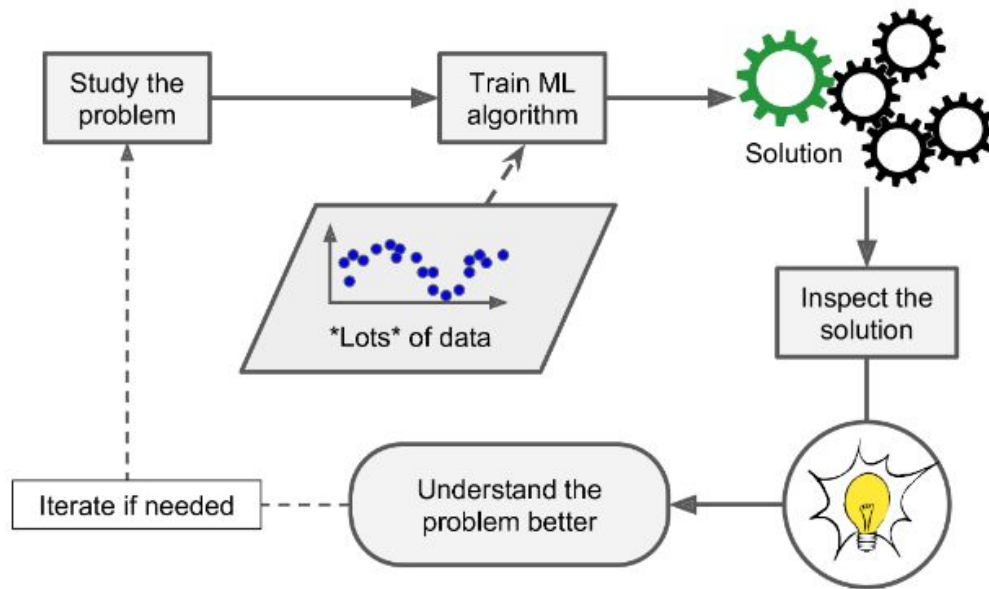 Study the
problem
Train ML
algorithm
Solution
*Lots* of data
Inspect the
solution
Understand the
problem better
Iterate if needed